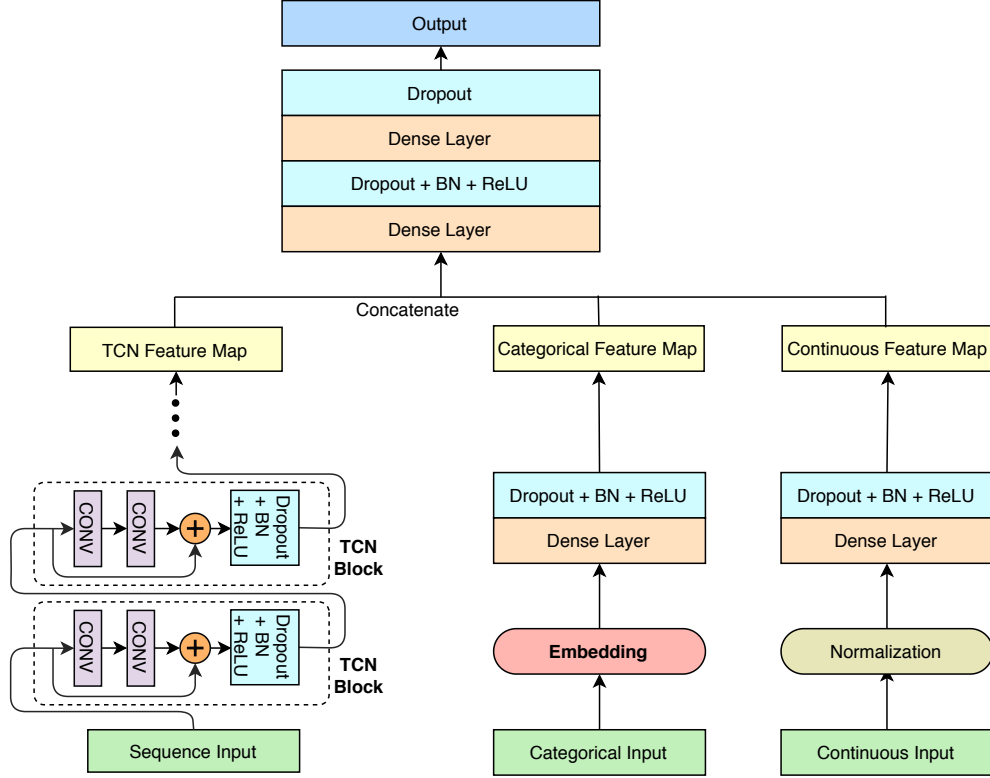 Output
Dropout
Dense Layer
Dropout + BN + ReLU
Dense Layer
Concatenate
TCN Feature Map
Categorical Feature Map
Continuous Feature Map
CONV
CONV
+
Dropout
+ BN
+ ReLU
TCN
Block
Dropout + BN + ReLU
Dense Layer
Dropout + BN + ReLU
Dense Layer
CONV
CONV
+
Dropout
+ BN
+ ReLU
TCN
Block
Embedding
Normalization
Sequence Input
Categorical Input
Continuous Input